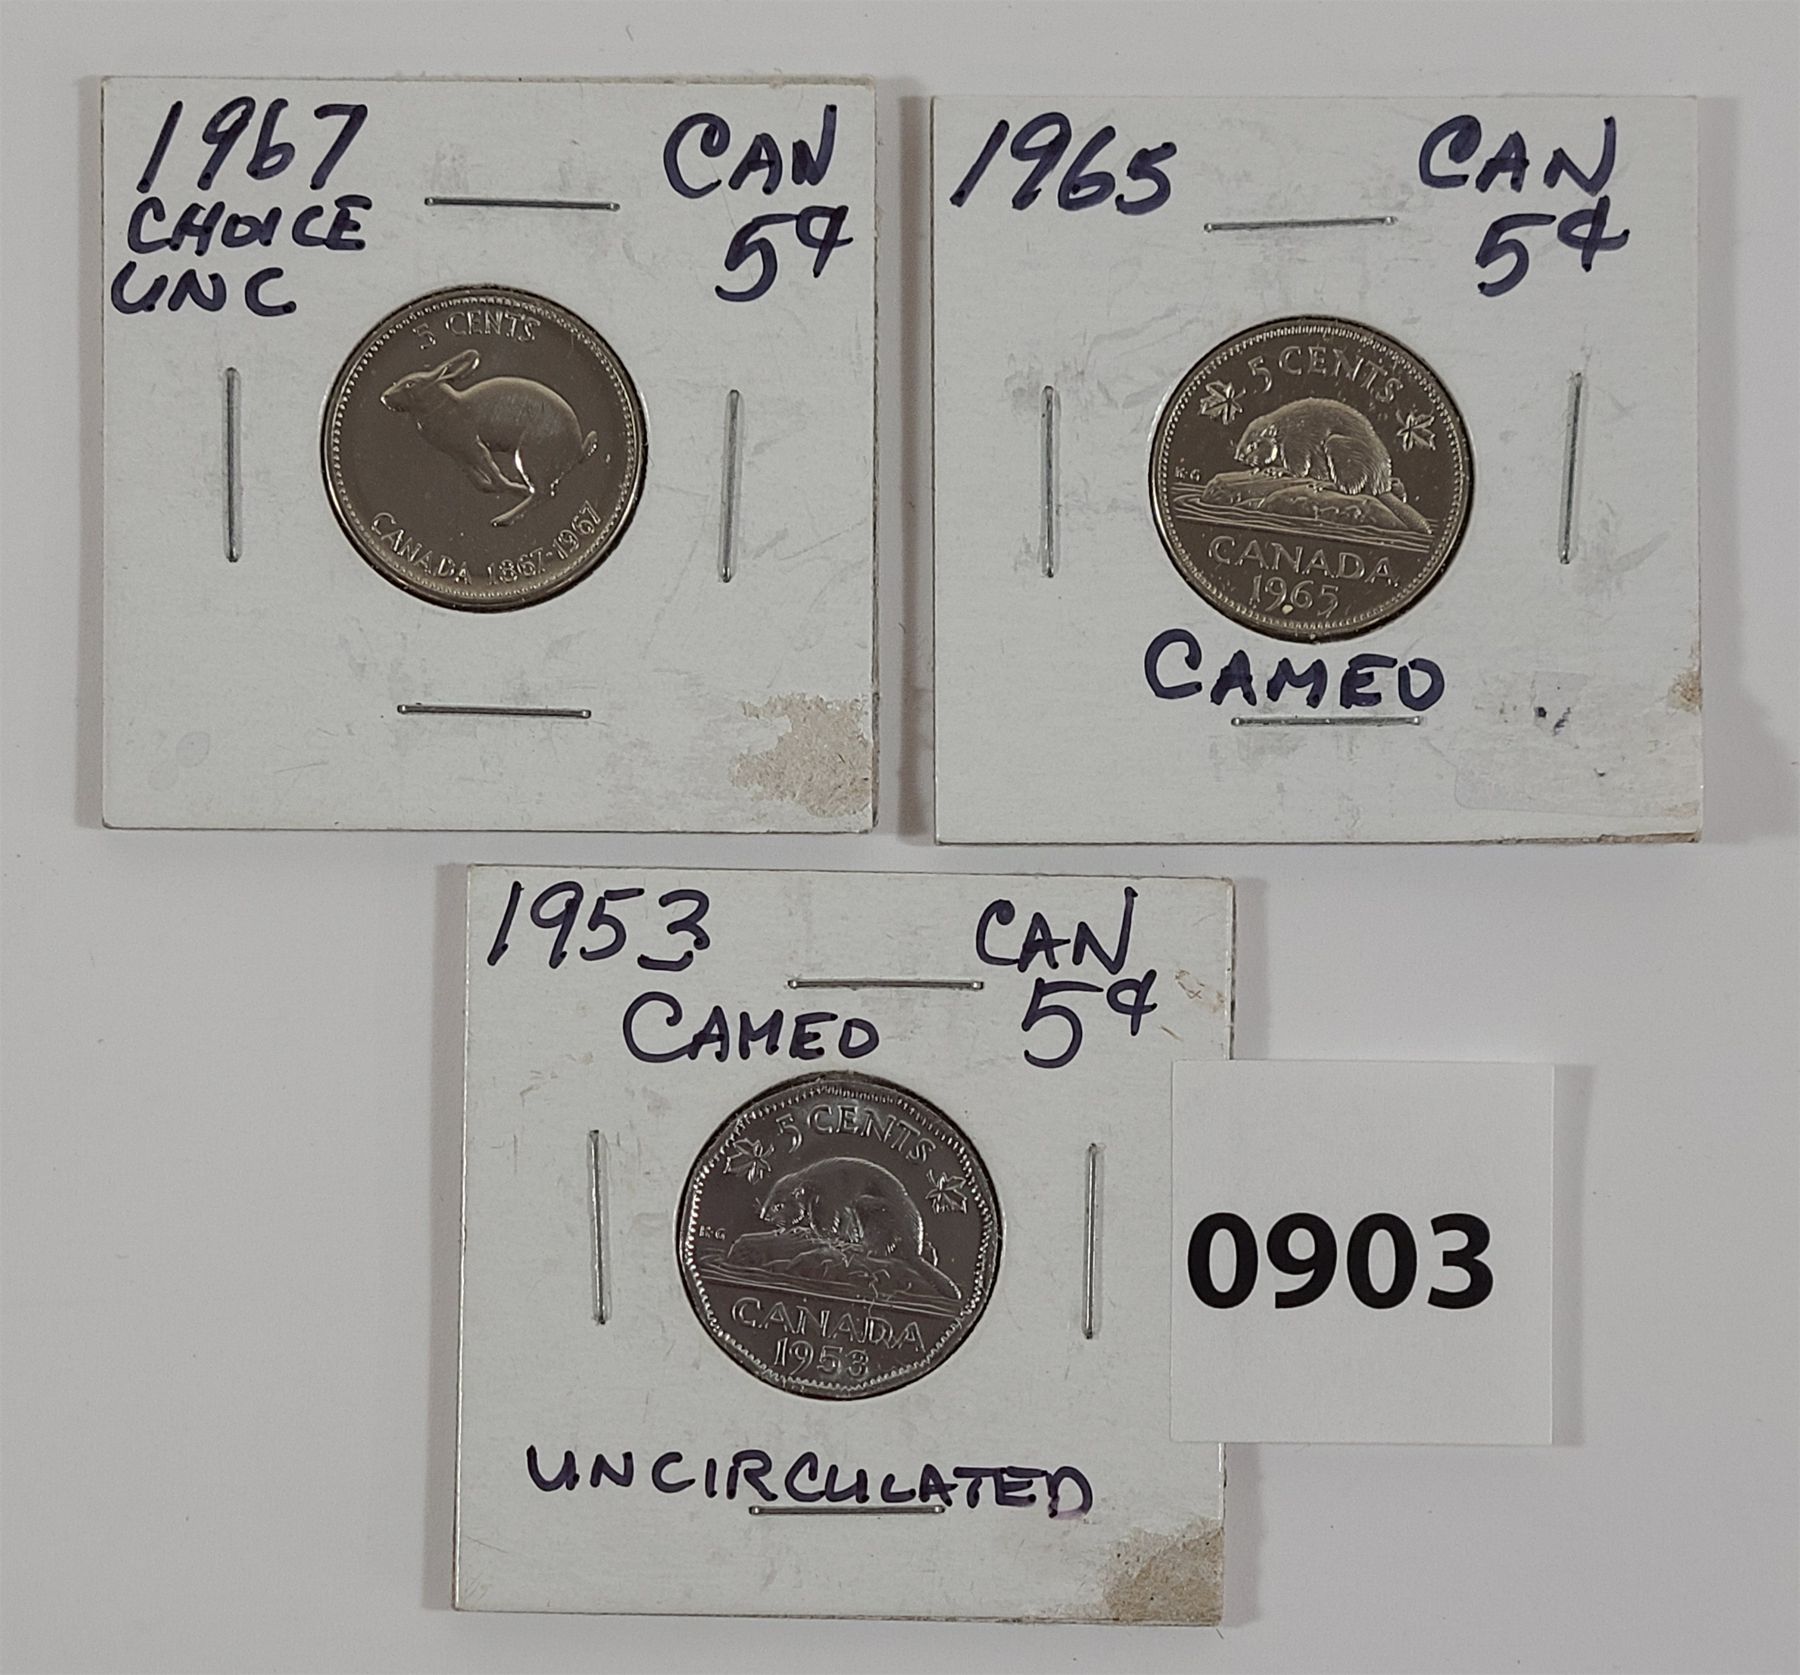 1967
CHOICE
UNC
CAN
5¢
5 CENTS
CANADA 1867-1967
1965
CAN
5¢
5 CENTS
K·G
CANADA
1965
CAMEO
1953
CAMEO
CAN
5¢
5 CENTS
K·G
CANADA
1953
UNCIRCULATED
0903